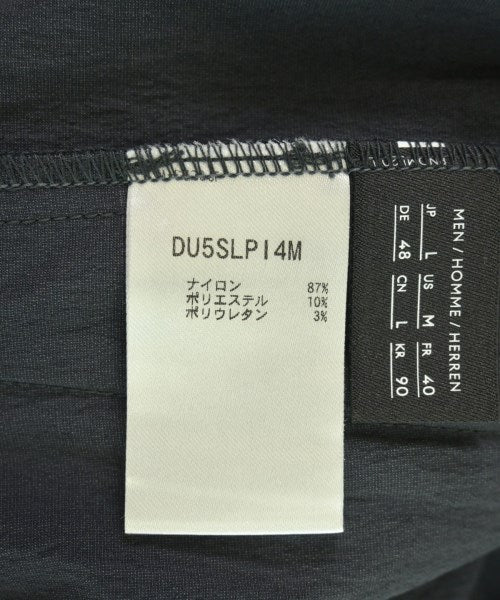 DU5SLPI4M
ナイロン 87%
ポリエステル 10%
ポリウレタン 3%
MEN / HOMME / HERREN
JP L US M FR 40
DE 48 CN L KR 90